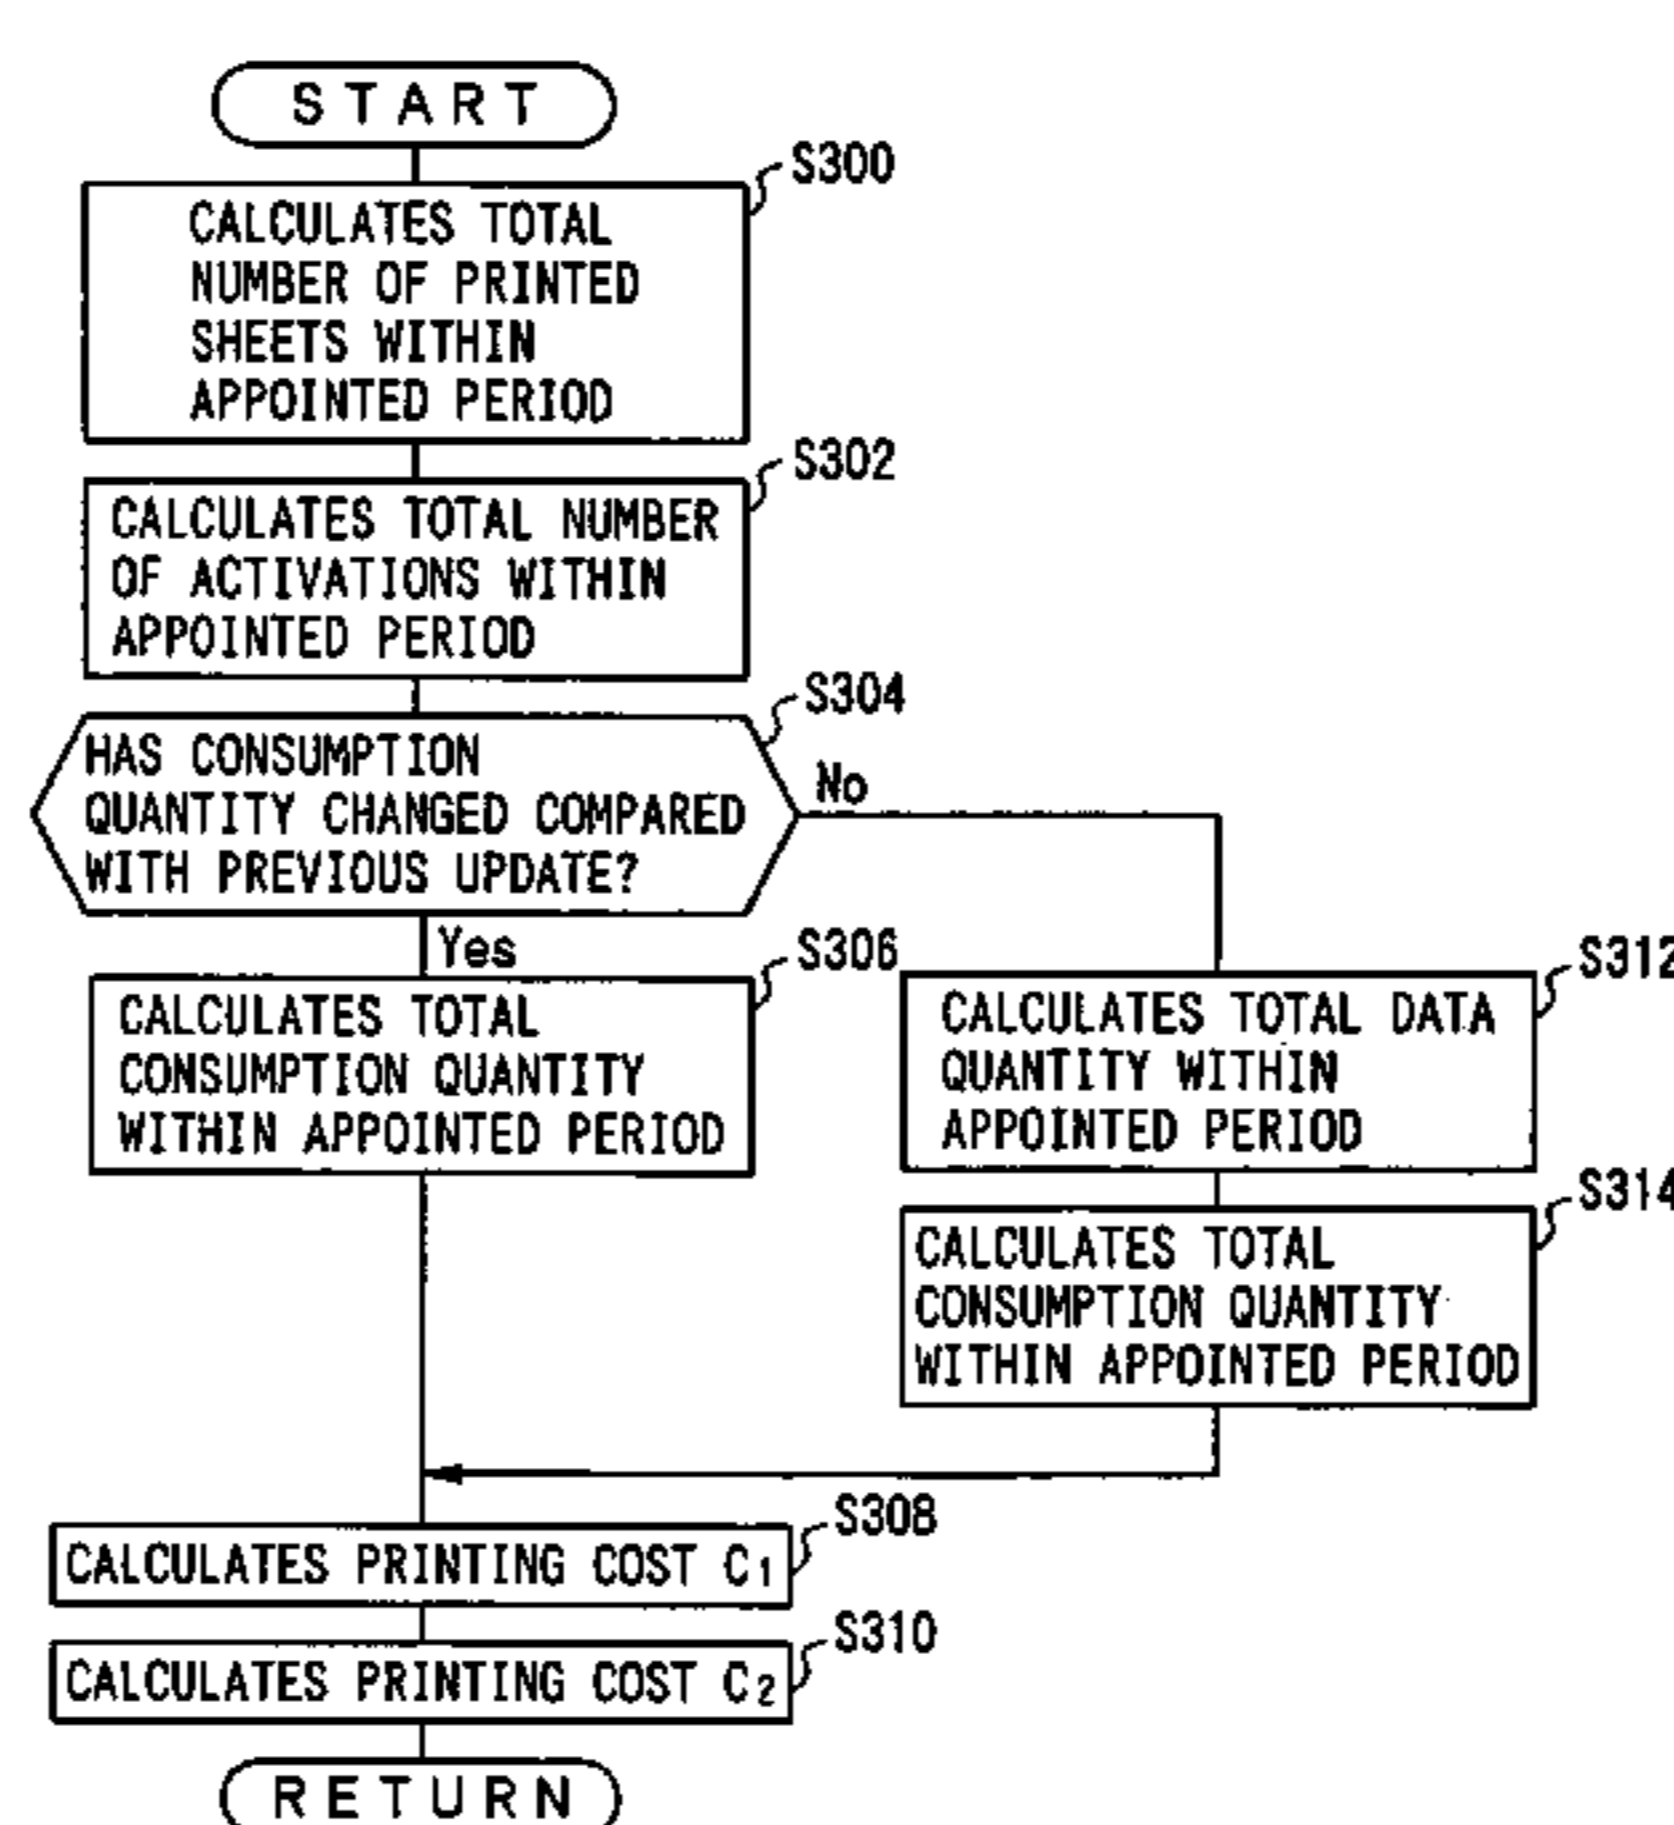 START
S300
CALCULATES TOTAL
NUMBER OF PRINTED
SHEETS WITHIN
APPOINTED PERIOD
S302
CALCULATES TOTAL NUMBER
OF ACTIVATIONS WITHIN
APPOINTED PERIOD
S304
HAS CONSUMPTION
QUANTITY CHANGED COMPARED
WITH PREVIOUS UPDATE?
No
Yes
S306
CALCULATES TOTAL
CONSUMPTION QUANTITY
WITHIN APPOINTED PERIOD
S312
CALCULATES TOTAL DATA
QUANTITY WITHIN
APPOINTED PERIOD
S314
CALCULATES TOTAL
CONSUMPTION QUANTITY
WITHIN APPOINTED PERIOD
S308
CALCULATES PRINTING COST C1
S310
CALCULATES PRINTING COST C2
RETURN